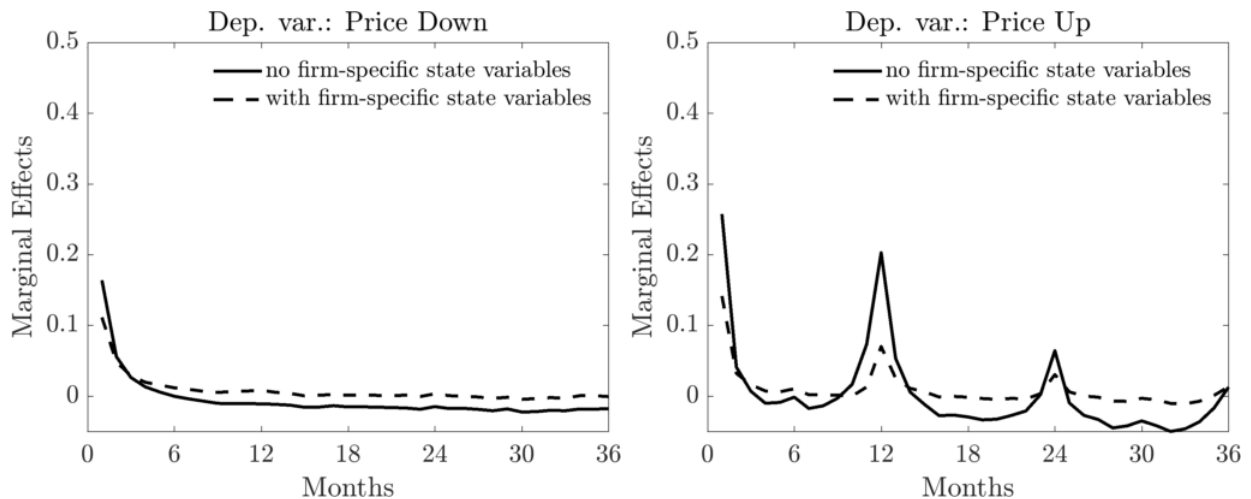 Dep. var.: Price Down
0.5
0.4
0.3
0.2
0.1
0
Marginal Effects
no firm-specific state variables
with firm-specific state variables
0 6 12 18 24 30 36
Months
Dep. var.: Price Up
0.5
0.4
0.3
0.2
0.1
0
Marginal Effects
no firm-specific state variables
with firm-specific state variables
0 6 12 18 24 30 36
Months